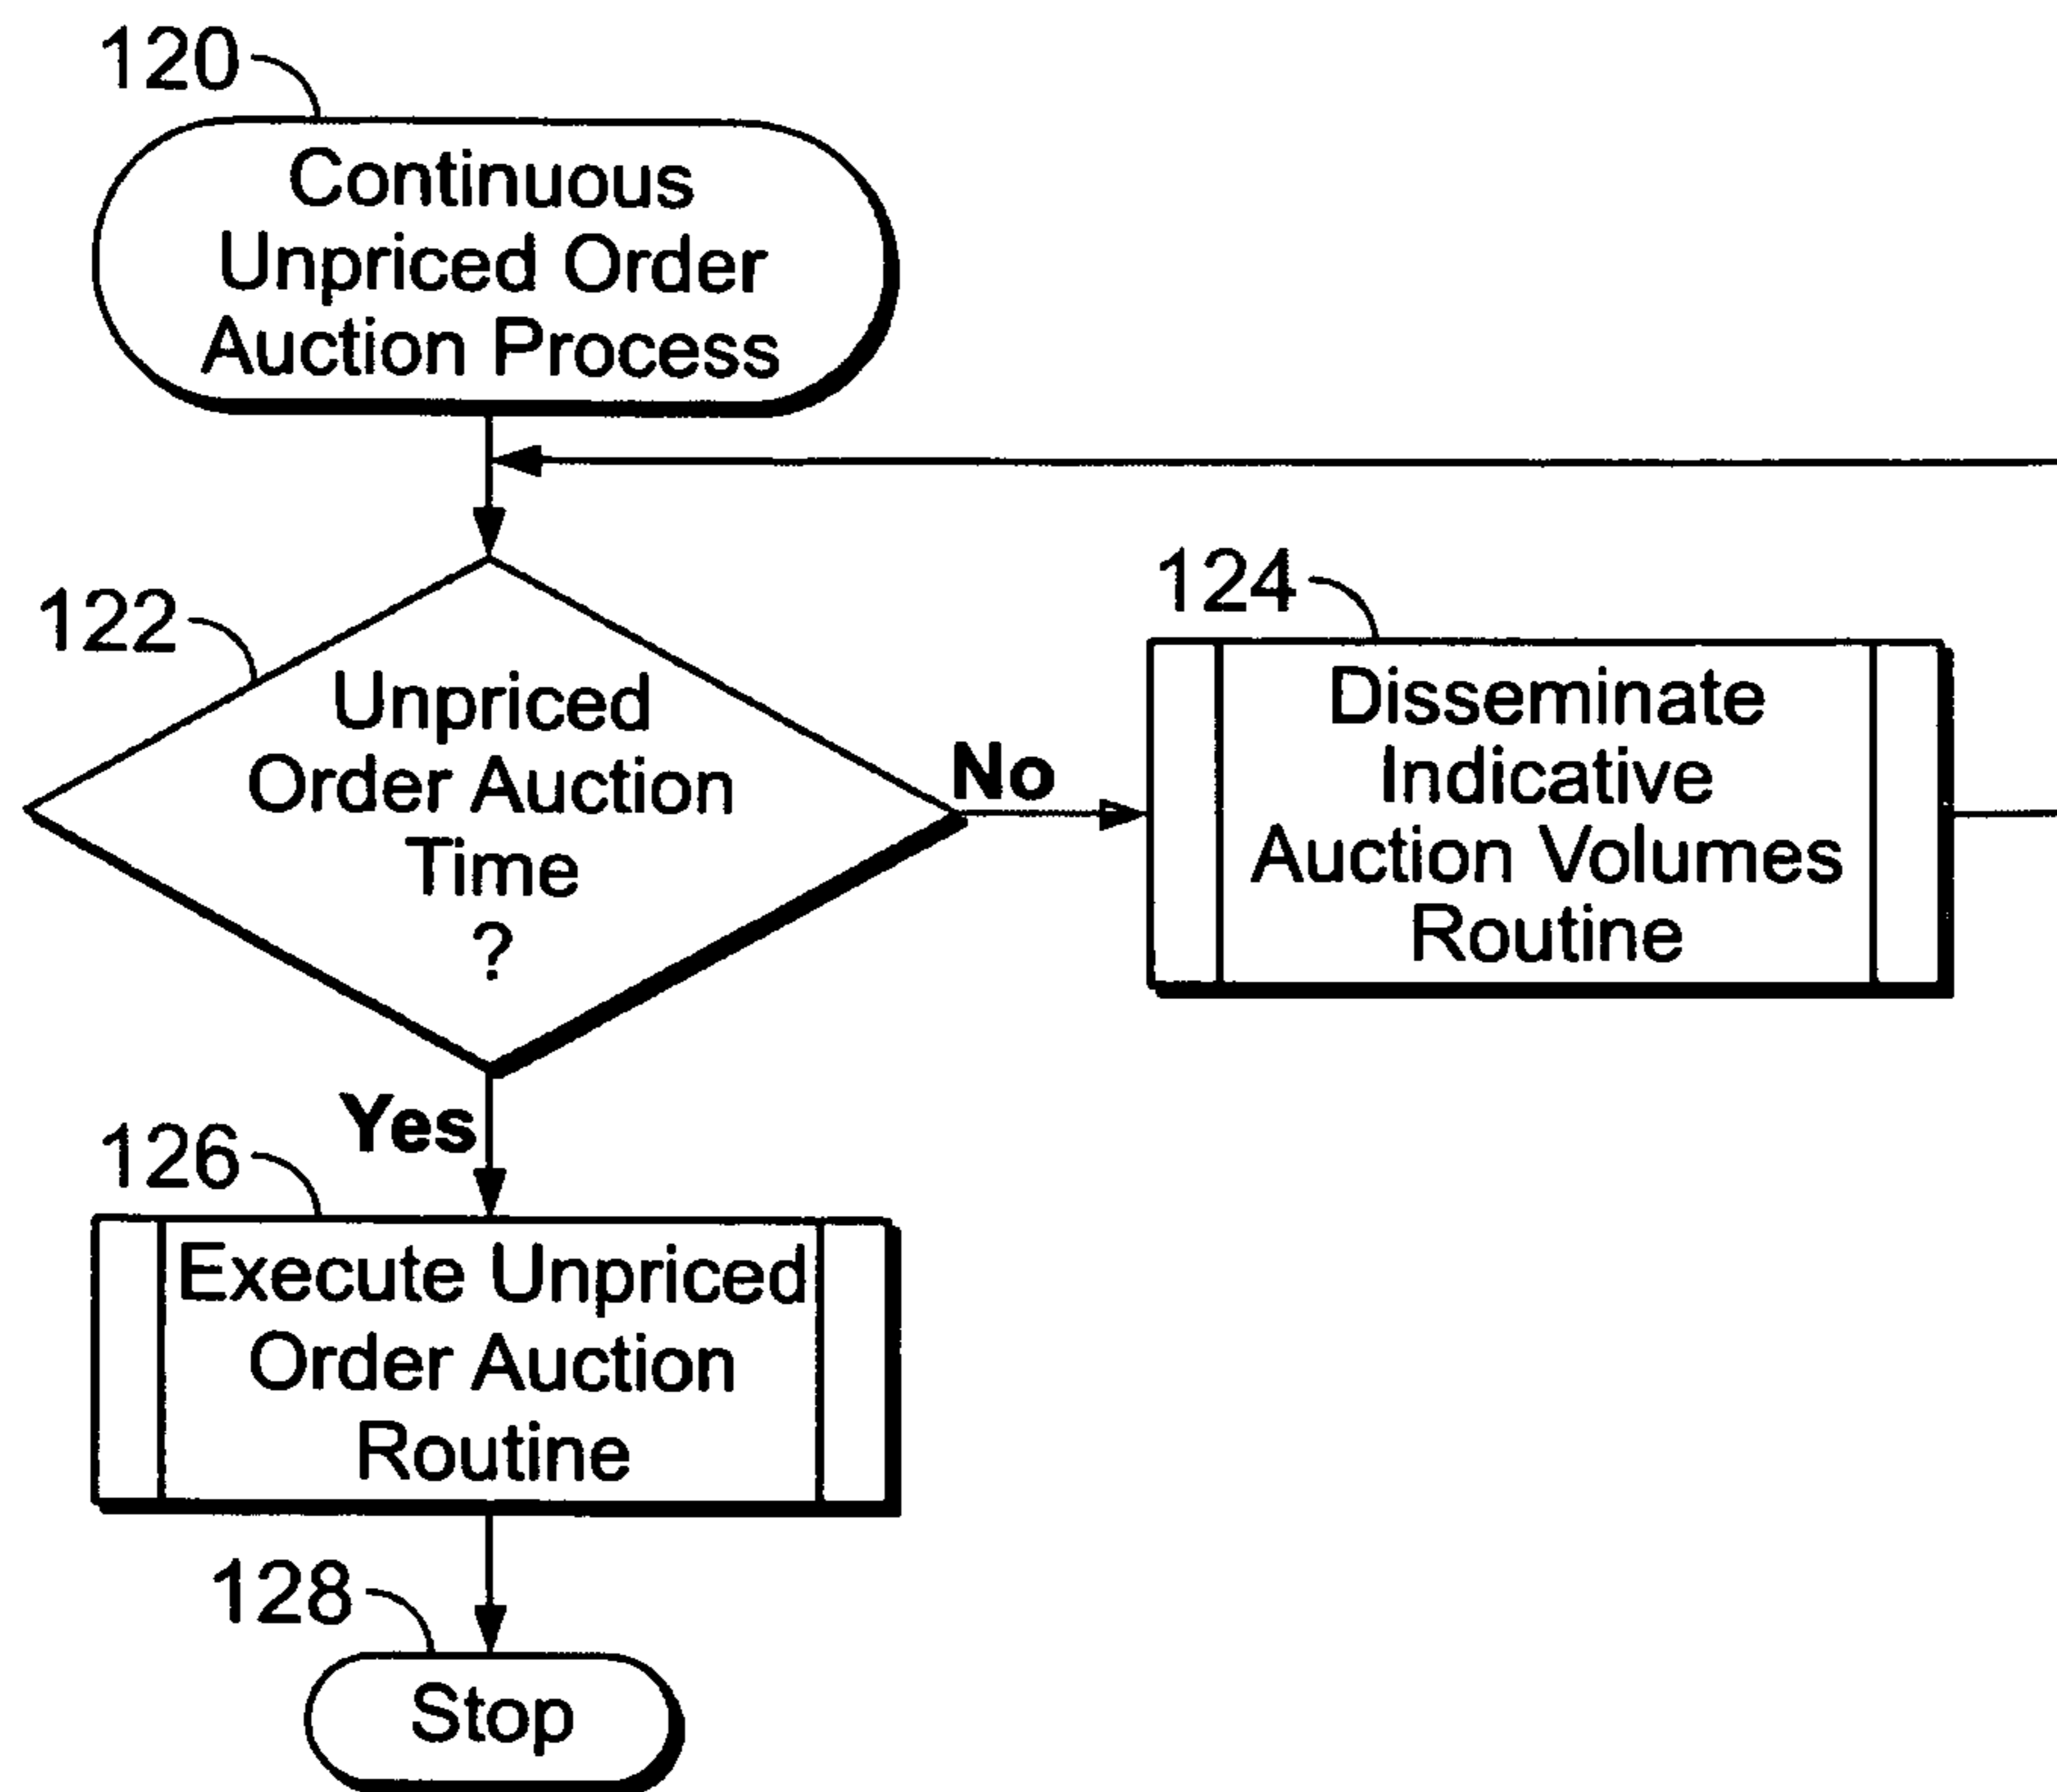 120
Continuous
Unpriced Order
Auction Process
122
Unpriced
Order Auction
Time
?
No
124
Disseminate
Indicative
Auction Volumes
Routine
Yes
126
Execute Unpriced
Order Auction
Routine
128
Stop